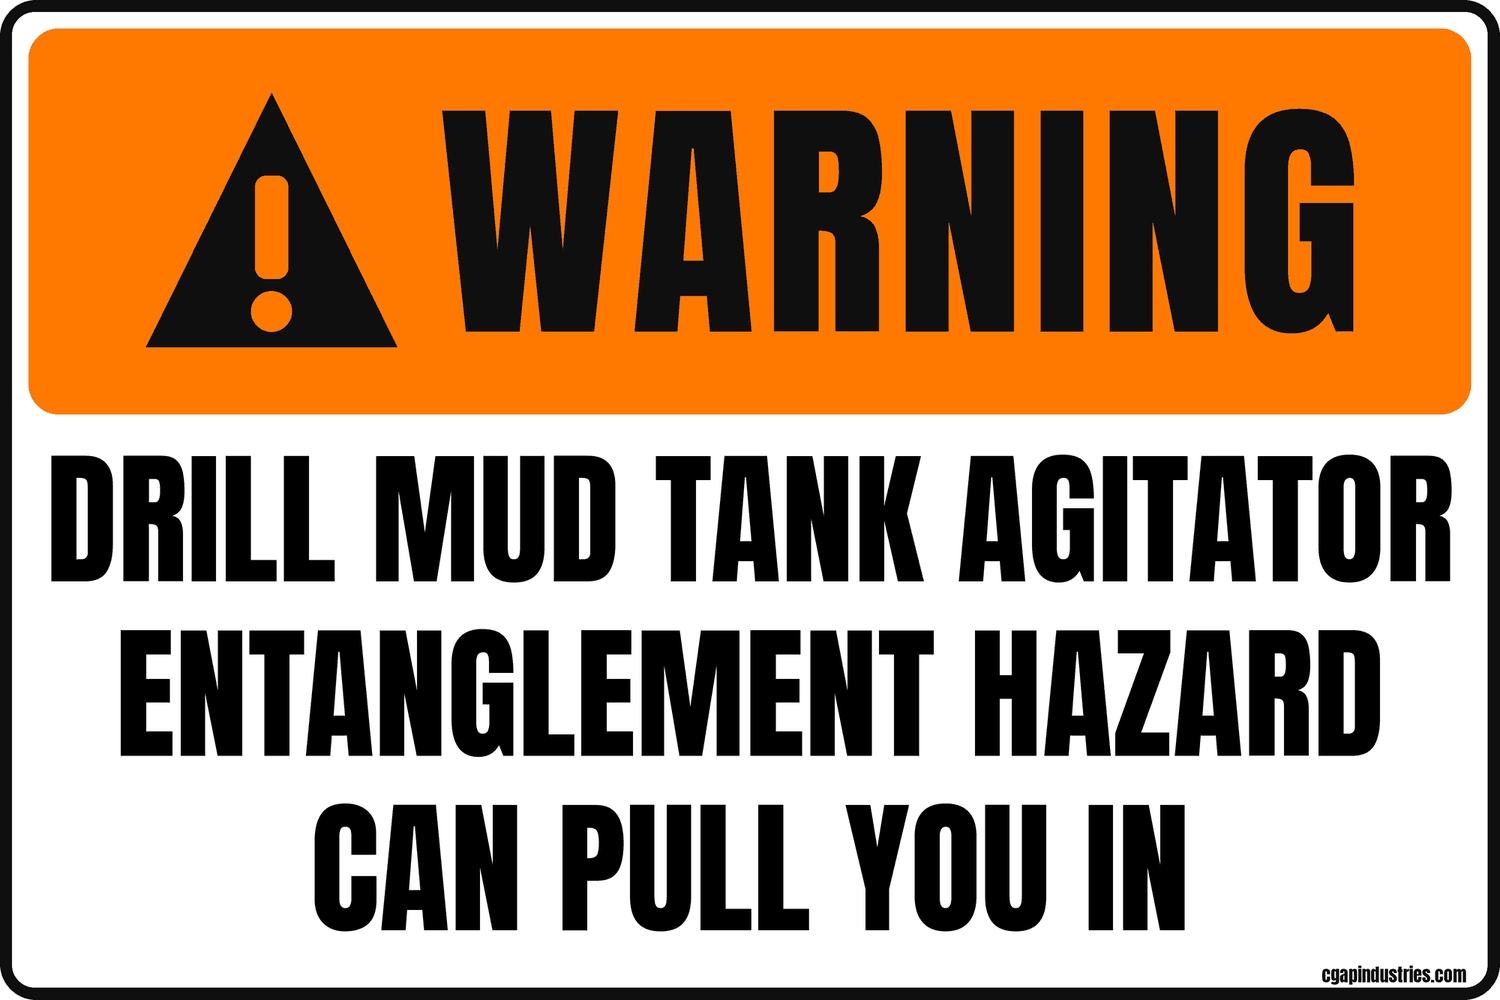 WARNING
DRILL MUD TANK AGITATOR
ENTANGLEMENT HAZARD
CAN PULL YOU IN
cgapindustries.com